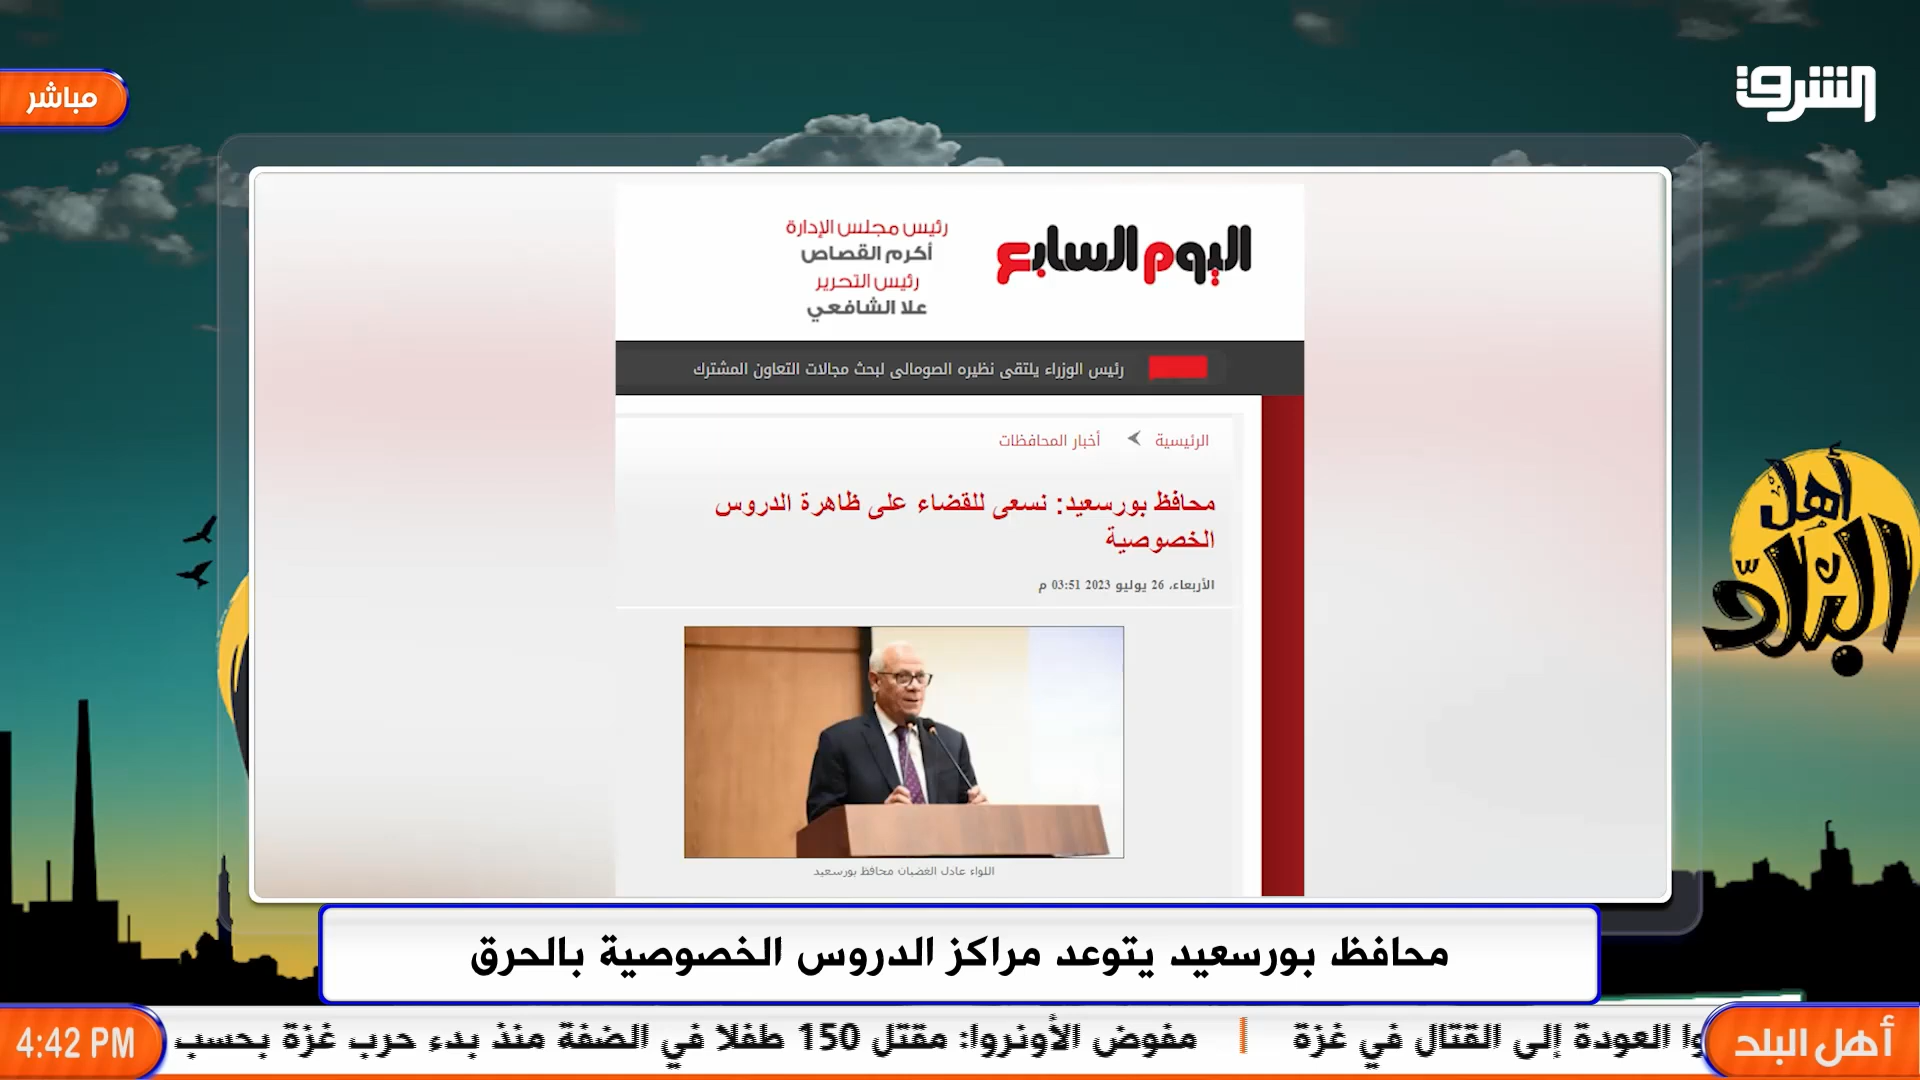 مباشر
الشرق
رئيس مجلس الإدارة
أكرم القصاص
رئيس التحرير
علا الشافعي
اليوم السابع
رئيس الوزراء يلتقى نظيره الصومالى لبحث مجالات التعاون المشترك
الرئيسية
أخبار المحافظات
محافظ بورسعيد: نسعى للقضاء على ظاهرة الدروس
الخصوصية
الأربعاء، 26 يوليو 2023 03:51 م
اللواء عادل الغضبان محافظ بورسعيد
أهل
البلد
محافظ بورسعيد يتوعد مراكز الدروس الخصوصية بالحرق
أهل البلد
وا العودة إلى القتال في غزة | مفوض الأونروا: مقتل 150 طفلا في الضفة منذ بدء حرب غزة بحسب
4:42 PM